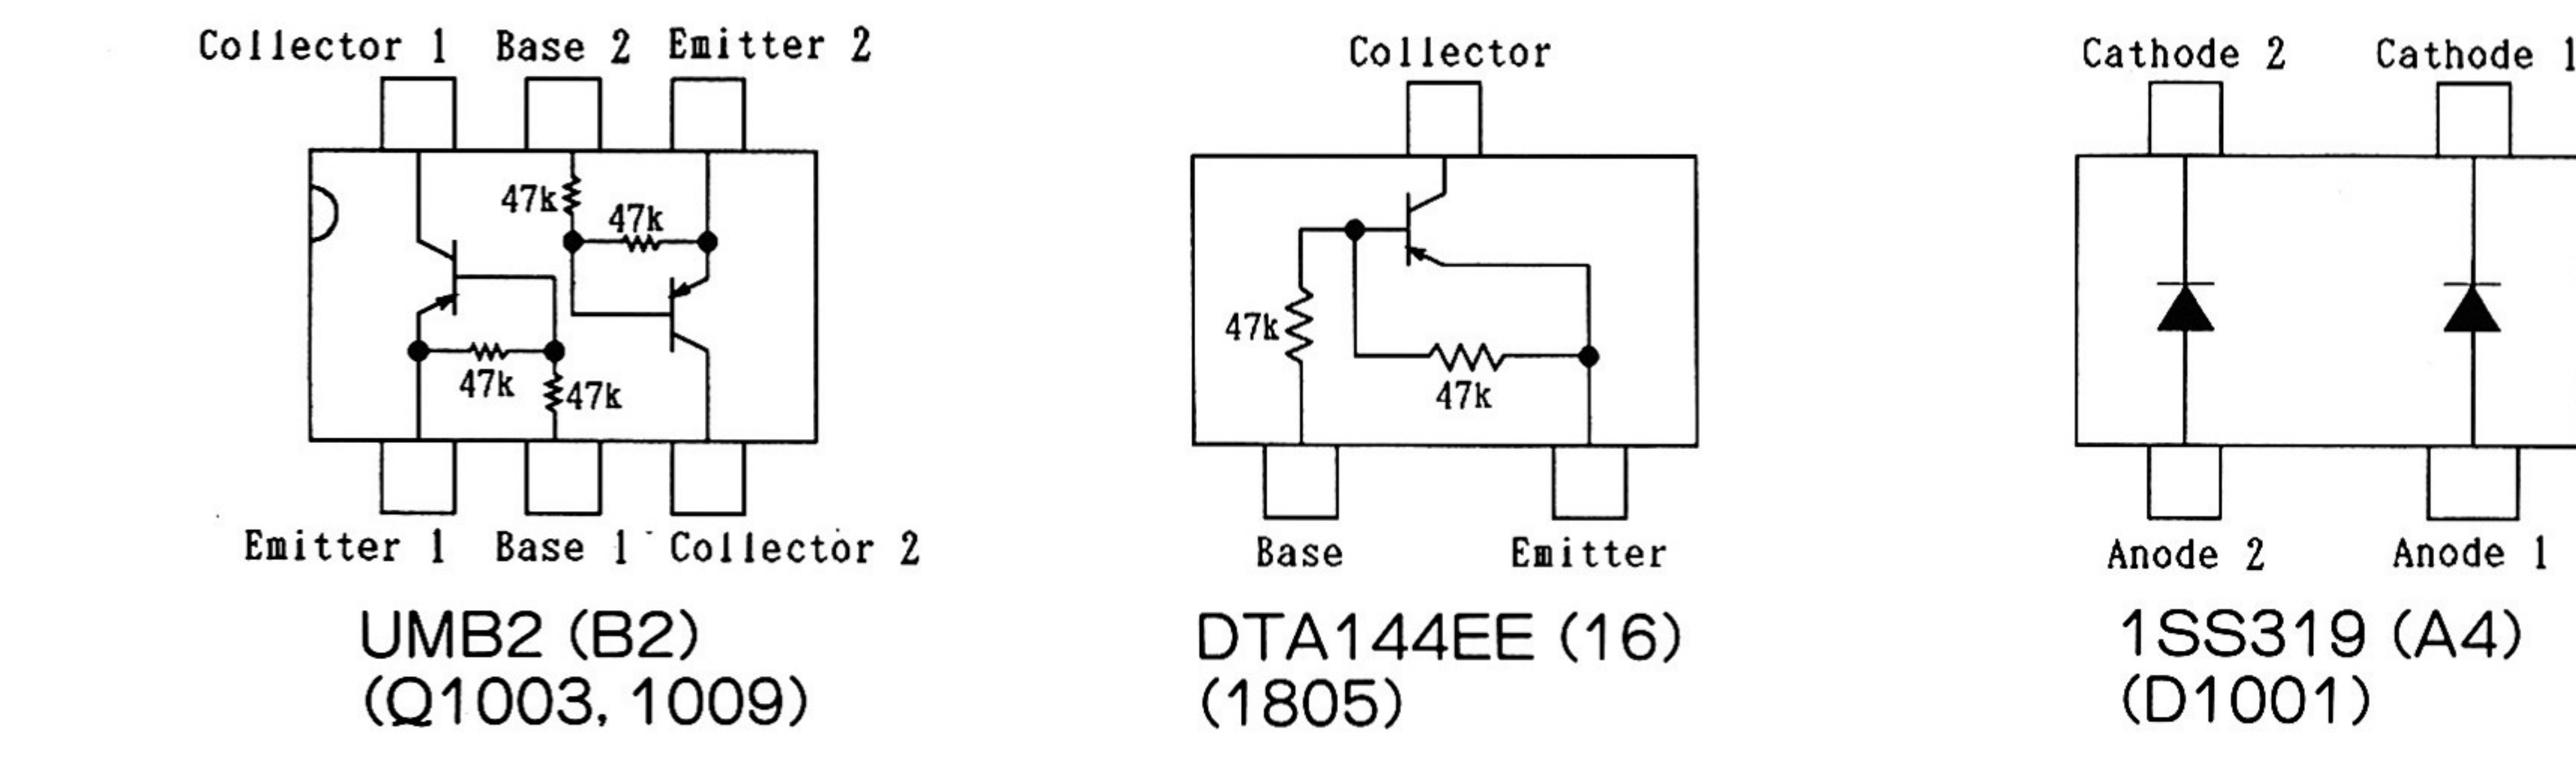 Collector 1 Base 2 Emitter 2
47k
47k
47k
47k
Emitter 1 Base 1 Collector 2
UMB2 (B2)
(Q1003, 1009)
Collector
47k
47k
Base Emitter
DTA144EE (16)
(1805)
Cathode 2 Cathode 1
Anode 2 Anode 1
1SS319 (A4)
(D1001)